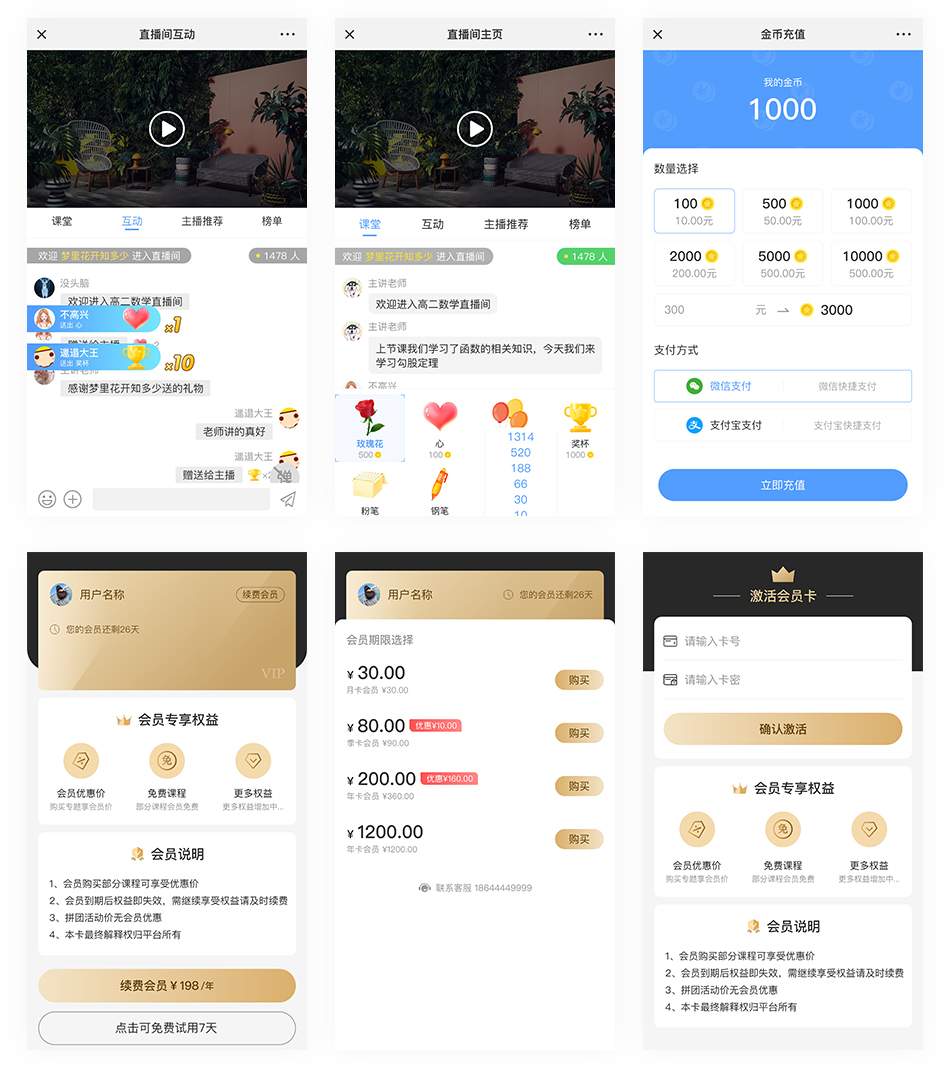 直播间互动
课堂 互动 主播推荐 榜单
欢迎 梦里花开知多少 进入直播间
1478 人
没头脑
欢迎进入高二数学直播间
不高兴
送出 心
x1
邋遢大王
送出 奖杯
x10
感谢梦里花开知多少送的礼物
邋遢大王
老师讲的真好
邋遢大王
赠送给主播
弹
直播间主页
课堂 互动 主播推荐 榜单
欢迎 梦里花开知多少 进入直播间
1478 人
主讲老师
欢迎进入高二数学直播间
主讲老师
上节课我们学习了函数的相关知识，今天我们来
学习勾股定理
不高兴
玫瑰花
500
心
100
1314
520
188
66
30
10
奖杯
1000
粉笔
钢笔
金币充值
我的金币
1000
数量选择
100
10.00元
500
50.00元
1000
100.00元
2000
200.00元
5000
500.00元
10000
500.00元
300 元 3000
支付方式
微信支付 微信快捷支付
支付宝支付 支付宝快捷支付
立即充值
用户名称
续费会员
您的会员还剩26天
VIP
会员专享权益
免
会员优惠价 免费课程 更多权益
购买专题享会员价 部分课程会员免费 更多权益增加中...
会员说明
1、会员购买部分课程可享受优惠价
2、会员到期后权益即失效，需继续享受权益请及时续费
3、拼团活动价无会员优惠
4、本卡最终解释权归平台所有
续费会员 ¥ 198 /年
点击可免费试用7天
用户名称
您的会员还剩26天
会员期限选择
¥ 30.00
月卡会员 ¥30.00
购买
¥ 80.00 优惠¥10.00
季卡会员 ¥90.00
购买
¥ 200.00 优惠¥160.00
年卡会员 ¥360.00
购买
¥ 1200.00
年卡会员 ¥1200.00
购买
联系客服 18644449999
激活会员卡
请输入卡号
请输入卡密
确认激活
会员专享权益
免
会员优惠价 免费课程 更多权益
购买专题享会员价 部分课程会员免费 更多权益增加中...
会员说明
1、会员购买部分课程可享受优惠价
2、会员到期后权益即失效，需继续享受权益请及时续费
3、拼团活动价无会员优惠
4、本卡最终解释权归平台所有